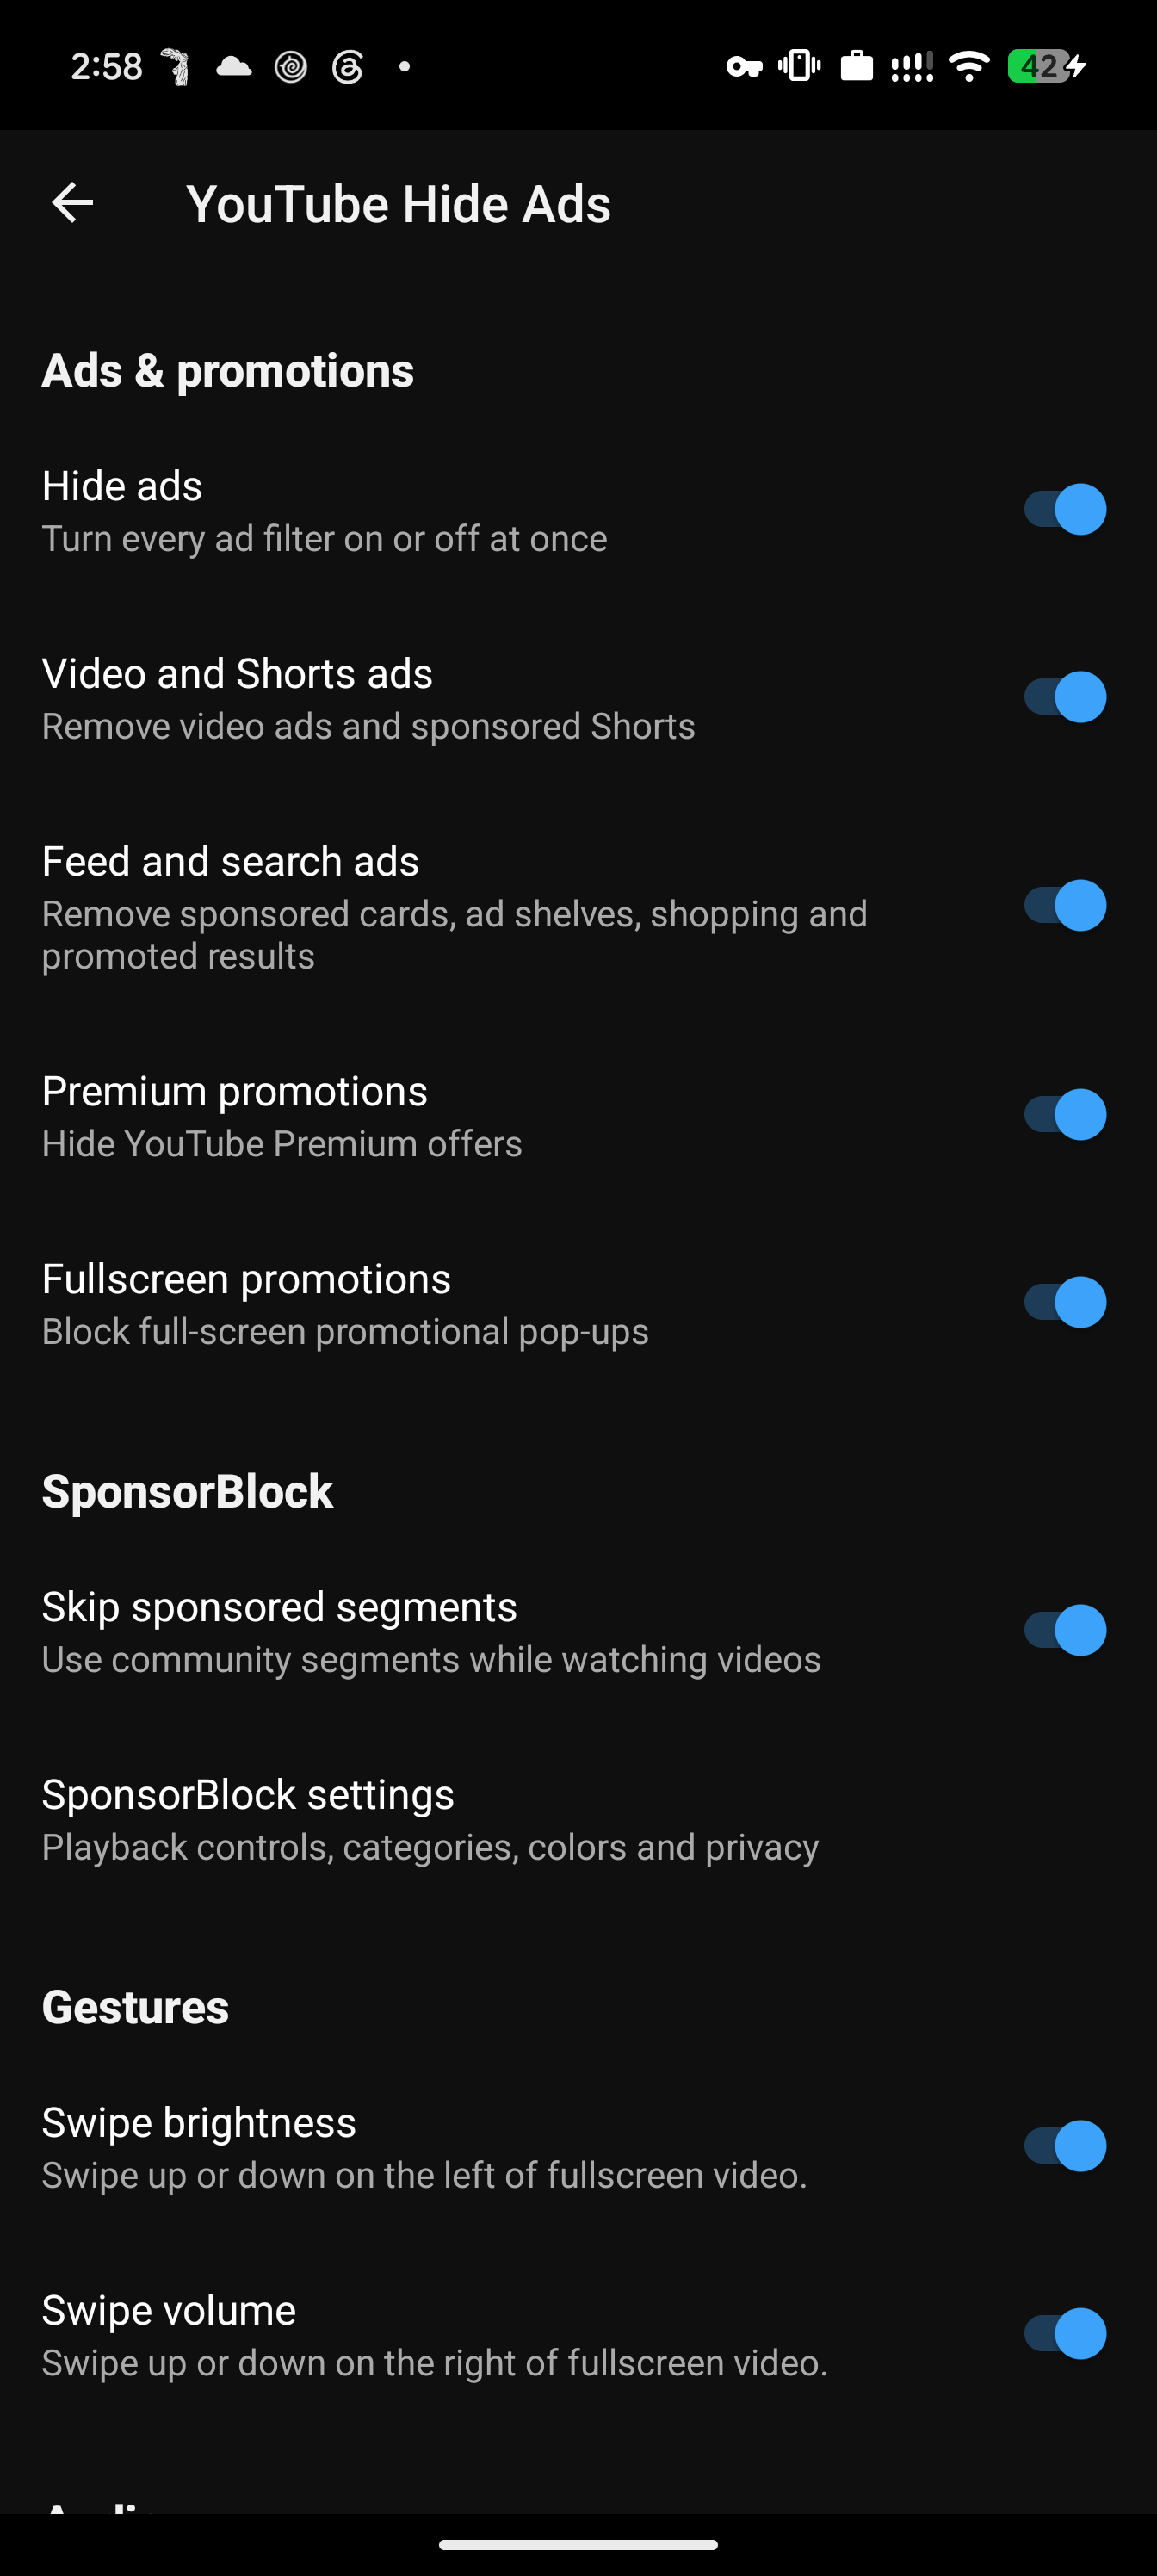 2:58
42
YouTube Hide Ads
Ads & promotions
Hide ads
Turn every ad filter on or off at once
Video and Shorts ads
Remove video ads and sponsored Shorts
Feed and search ads
Remove sponsored cards, ad shelves, shopping and
promoted results
Premium promotions
Hide YouTube Premium offers
Fullscreen promotions
Block full-screen promotional pop-ups
SponsorBlock
Skip sponsored segments
Use community segments while watching videos
SponsorBlock settings
Playback controls, categories, colors and privacy
Gestures
Swipe brightness
Swipe up or down on the left of fullscreen video.
Swipe volume
Swipe up or down on the right of fullscreen video.